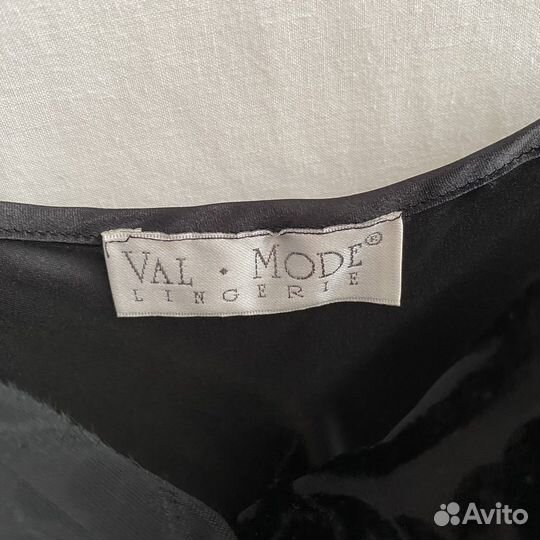 VAL • MODE®
LINGERIE
Avito